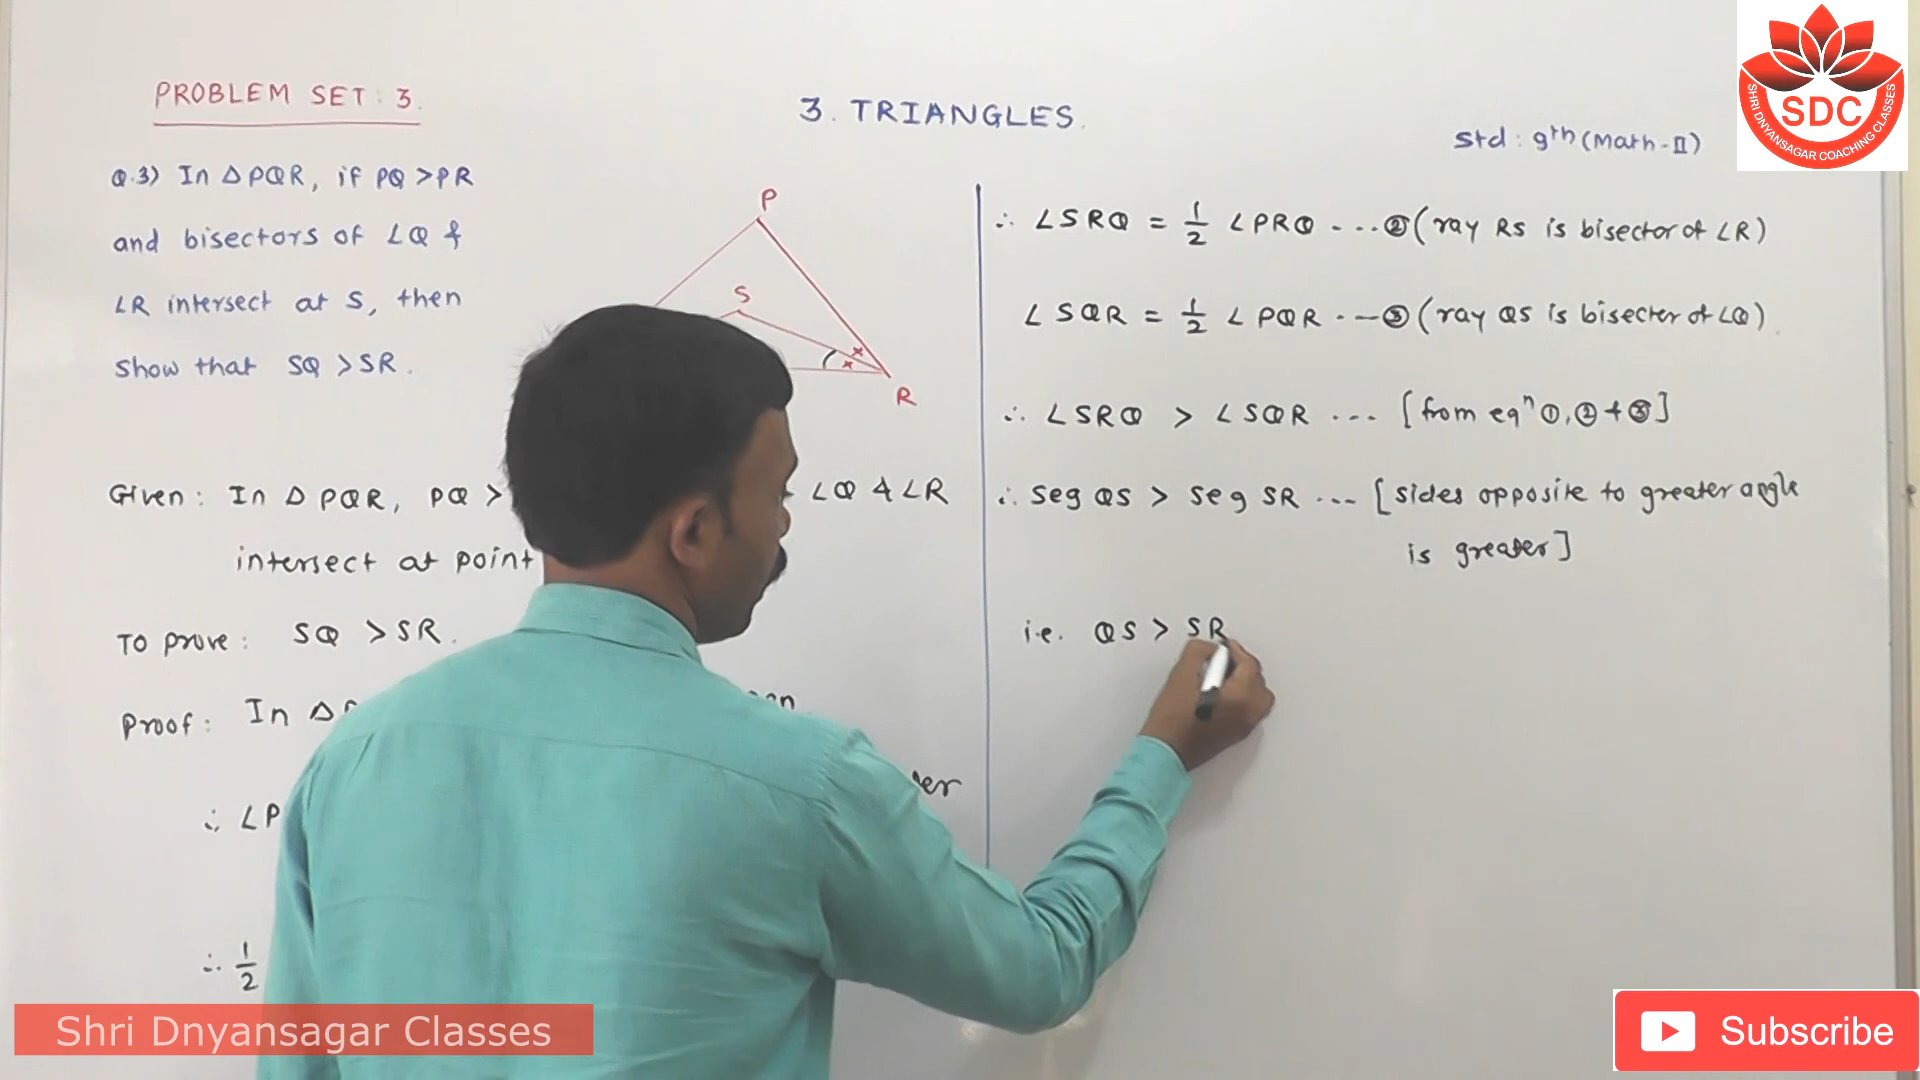 PROBLEM SET : 3.
3. TRIANGLES.
Std : 9th (Math - II)
SDC
SHRI DNYANSAGAR COACHING CLASSES
Q.3) In Δ PQR, if PQ > PR
and bisectors of ∠Q &
∠R intersect at S, then
Show that SQ > SR.
P
S
R
Given : In Δ PQR, PQ > ∠Q & ∠R
intersect at point
To prove : SQ > SR.
Proof : In Δ
∴ ∠P
∴ 1/2
∴ ∠SRQ = 1/2 ∠PRQ ... ② (ray RS is bisector of ∠R)
∠SQR = 1/2 ∠PQR ... ③ (ray QS is bisecter of ∠Q).
∴ ∠SRQ > ∠SQR ... [from eqⁿ ①, ② & ③]
∴ seg QS > seg SR ... [sides opposite to greater angle
is greater]
i.e. QS > SR
Shri Dnyansagar Classes
Subscribe